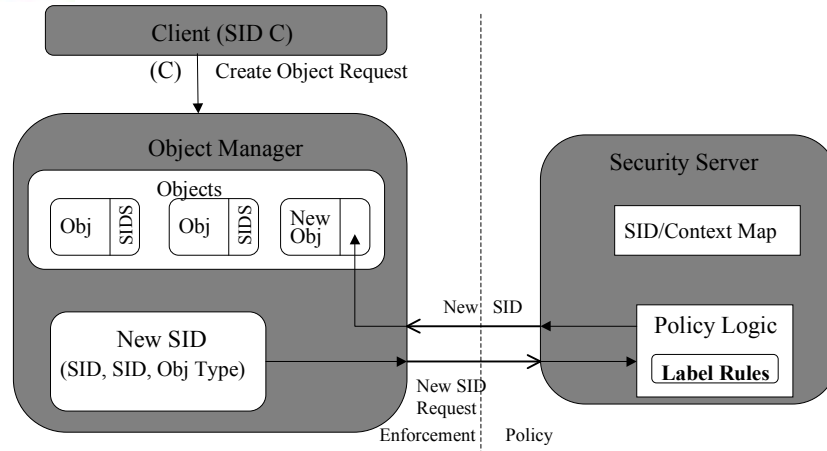 Client (SID C)
(C) Create Object Request
Object Manager
Objects
Obj
SIDS
Obj
SIDS
New
Obj
New SID
(SID, SID, Obj Type)
New SID
New SID
Request
Enforcement
Policy
Security Server
SID/Context Map
Policy Logic
Label Rules